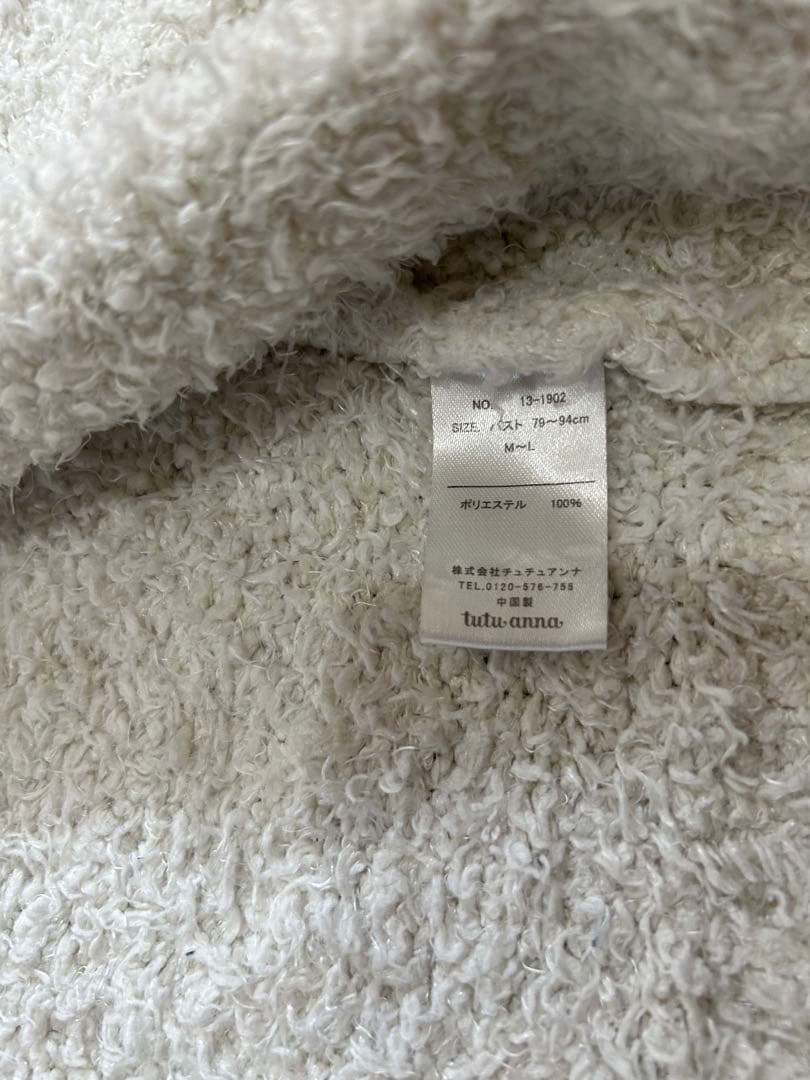 NO. 13-1902
SIZE. バスト 79～94cm
M～L
ポリエステル 100%
株式会社チュチュアンナ
TEL.0120-576-755
中国製
tutu anna